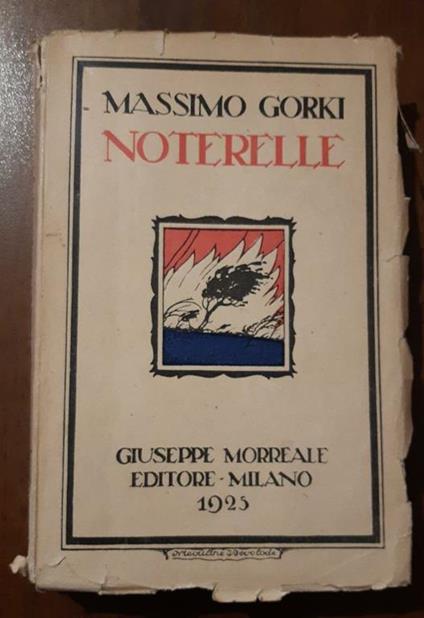 MASSIMO GORKI
NOTERELLE
GIUSEPPE MORREALE
EDITORE - MILANO
1925